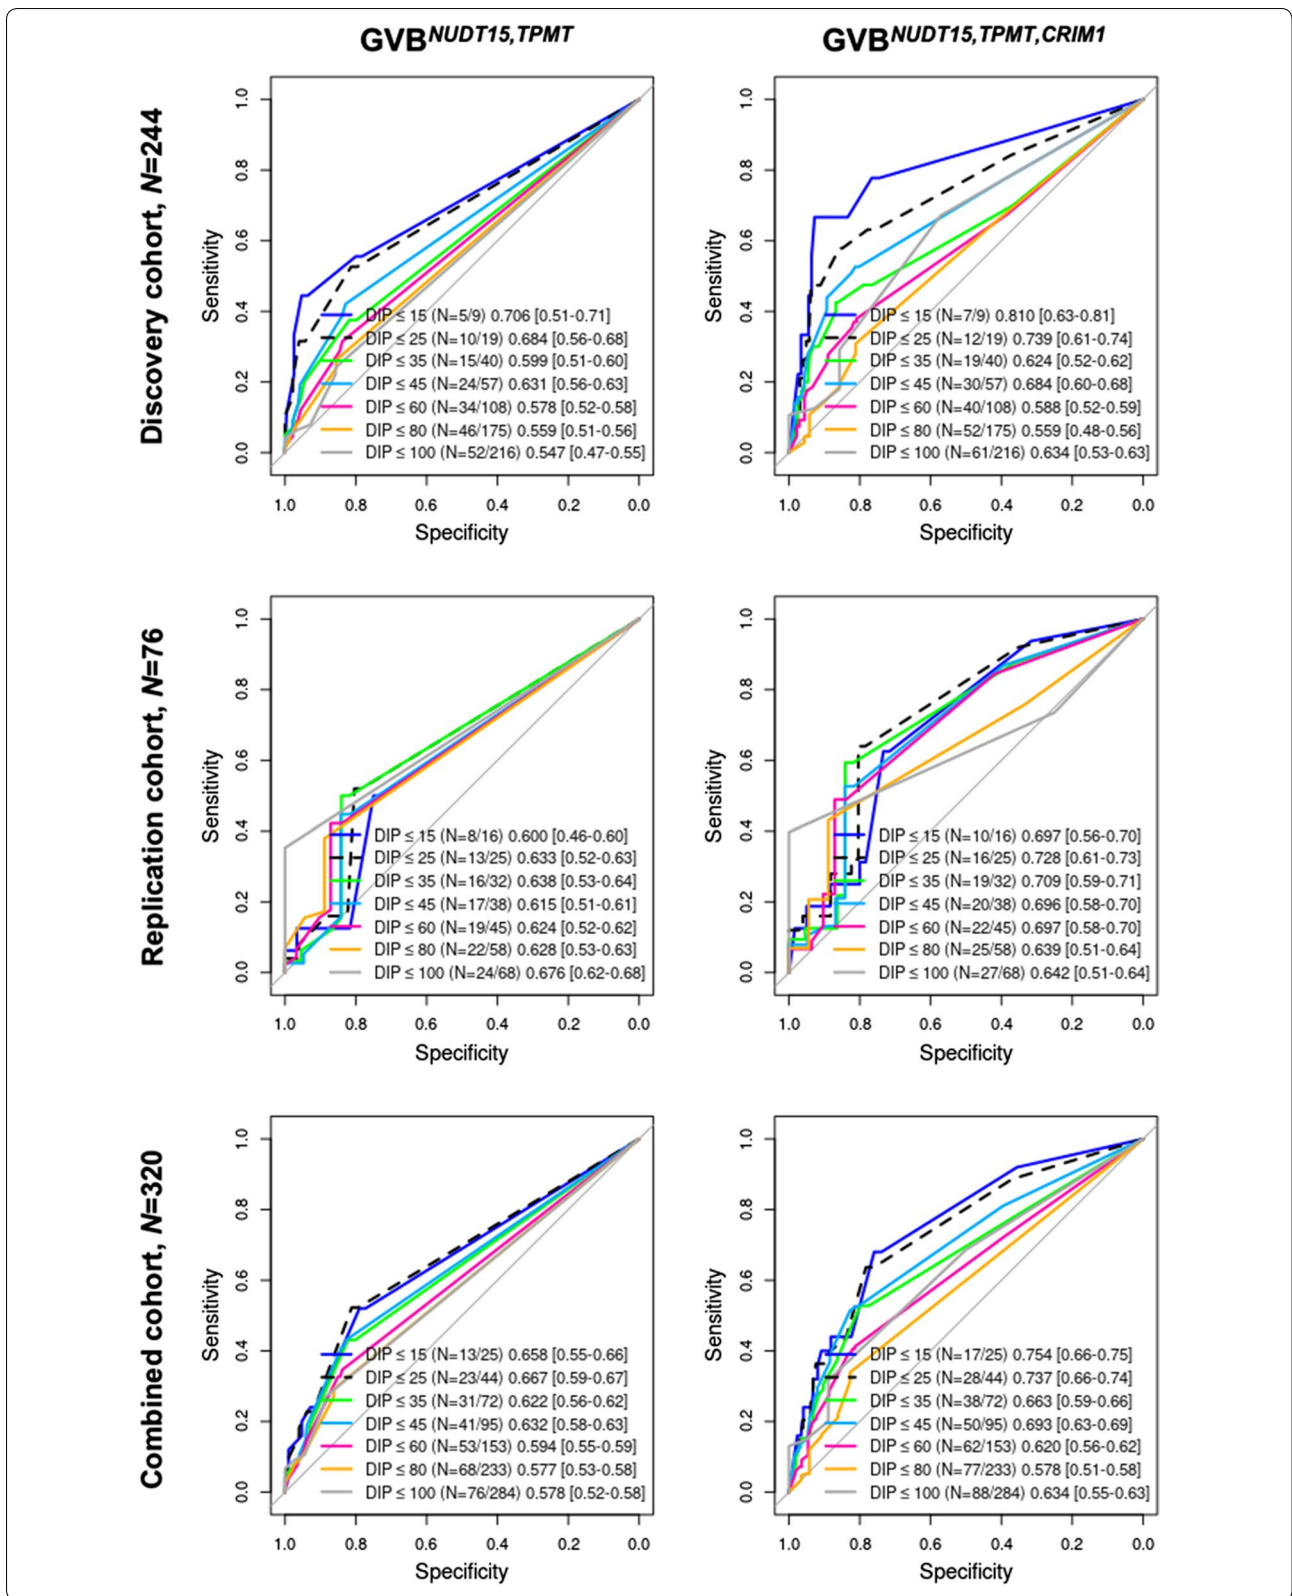 GVB NUDT15,TPMT
GVB NUDT15,TPMT,CRIM1
Discovery cohort, N=244
Sensitivity
0.0 0.2 0.4 0.6 0.8 1.0
DIP ≤ 15 (N=5/9) 0.706 [0.51-0.71]
DIP ≤ 25 (N=10/19) 0.684 [0.56-0.68]
DIP ≤ 35 (N=15/40) 0.599 [0.51-0.60]
DIP ≤ 45 (N=24/57) 0.631 [0.56-0.63]
DIP ≤ 60 (N=34/108) 0.578 [0.52-0.58]
DIP ≤ 80 (N=46/175) 0.559 [0.51-0.56]
DIP ≤ 100 (N=52/216) 0.547 [0.47-0.55]
1.0 0.8 0.6 0.4 0.2 0.0
Specificity
Sensitivity
0.0 0.2 0.4 0.6 0.8 1.0
DIP ≤ 15 (N=7/9) 0.810 [0.63-0.81]
DIP ≤ 25 (N=12/19) 0.739 [0.61-0.74]
DIP ≤ 35 (N=19/40) 0.624 [0.52-0.62]
DIP ≤ 45 (N=30/57) 0.684 [0.60-0.68]
DIP ≤ 60 (N=40/108) 0.588 [0.52-0.59]
DIP ≤ 80 (N=52/175) 0.559 [0.48-0.56]
DIP ≤ 100 (N=61/216) 0.634 [0.53-0.63]
1.0 0.8 0.6 0.4 0.2 0.0
Specificity
Replication cohort, N=76
Sensitivity
0.0 0.2 0.4 0.6 0.8 1.0
DIP ≤ 15 (N=8/16) 0.600 [0.46-0.60]
DIP ≤ 25 (N=13/25) 0.633 [0.52-0.63]
DIP ≤ 35 (N=16/32) 0.638 [0.53-0.64]
DIP ≤ 45 (N=17/38) 0.615 [0.51-0.61]
DIP ≤ 60 (N=19/45) 0.624 [0.52-0.62]
DIP ≤ 80 (N=22/58) 0.628 [0.53-0.63]
DIP ≤ 100 (N=24/68) 0.676 [0.62-0.68]
1.0 0.8 0.6 0.4 0.2 0.0
Specificity
Sensitivity
0.0 0.2 0.4 0.6 0.8 1.0
DIP ≤ 15 (N=10/16) 0.697 [0.56-0.70]
DIP ≤ 25 (N=16/25) 0.728 [0.61-0.73]
DIP ≤ 35 (N=19/32) 0.709 [0.59-0.71]
DIP ≤ 45 (N=20/38) 0.696 [0.58-0.70]
DIP ≤ 60 (N=22/45) 0.697 [0.58-0.70]
DIP ≤ 80 (N=25/58) 0.639 [0.51-0.64]
DIP ≤ 100 (N=27/68) 0.642 [0.51-0.64]
1.0 0.8 0.6 0.4 0.2 0.0
Specificity
Combined cohort, N=320
Sensitivity
0.0 0.2 0.4 0.6 0.8 1.0
DIP ≤ 15 (N=13/25) 0.658 [0.55-0.66]
DIP ≤ 25 (N=23/44) 0.667 [0.59-0.67]
DIP ≤ 35 (N=31/72) 0.622 [0.56-0.62]
DIP ≤ 45 (N=41/95) 0.632 [0.58-0.63]
DIP ≤ 60 (N=53/153) 0.594 [0.55-0.59]
DIP ≤ 80 (N=68/233) 0.577 [0.53-0.58]
DIP ≤ 100 (N=76/284) 0.578 [0.52-0.58]
1.0 0.8 0.6 0.4 0.2 0.0
Specificity
Sensitivity
0.0 0.2 0.4 0.6 0.8 1.0
DIP ≤ 15 (N=17/25) 0.754 [0.66-0.75]
DIP ≤ 25 (N=28/44) 0.737 [0.66-0.74]
DIP ≤ 35 (N=38/72) 0.663 [0.59-0.66]
DIP ≤ 45 (N=50/95) 0.693 [0.63-0.69]
DIP ≤ 60 (N=62/153) 0.620 [0.56-0.62]
DIP ≤ 80 (N=77/233) 0.578 [0.51-0.58]
DIP ≤ 100 (N=88/284) 0.634 [0.55-0.63]
1.0 0.8 0.6 0.4 0.2 0.0
Specificity